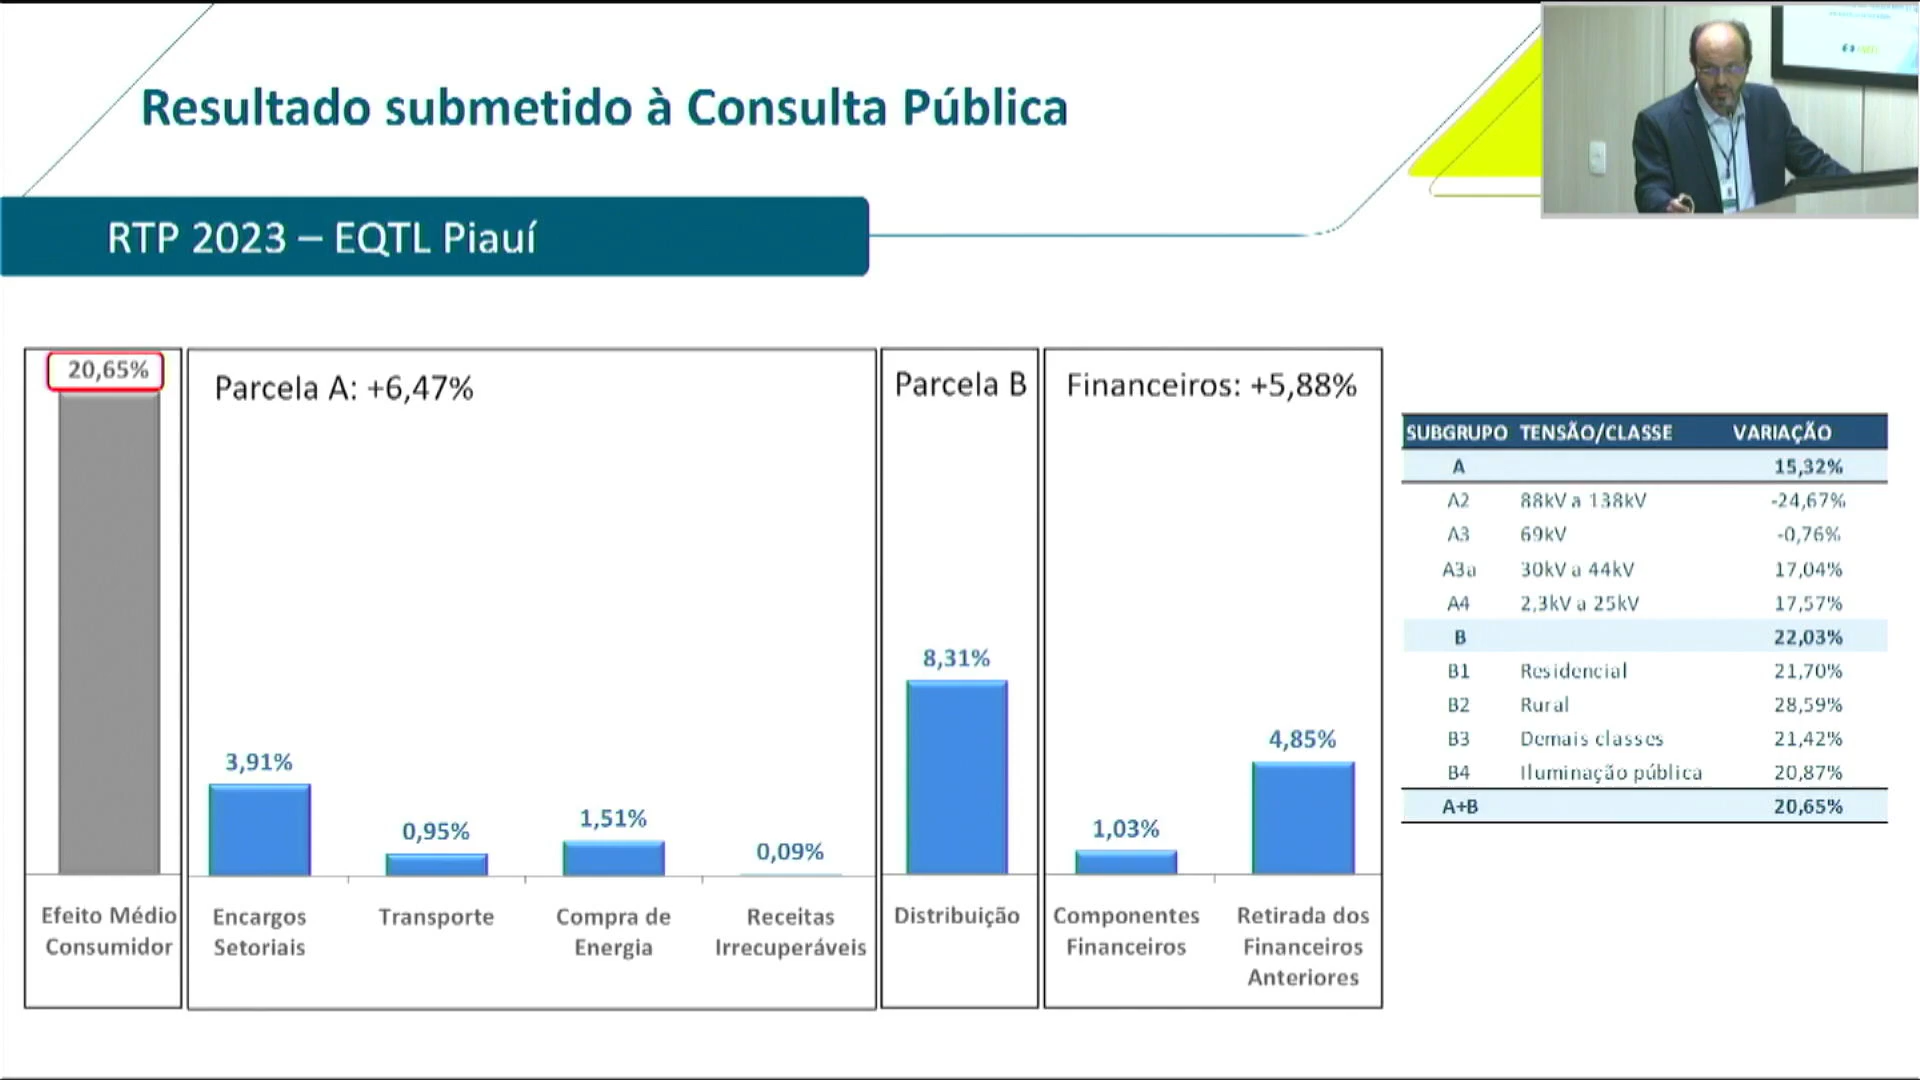 Resultado submetido à Consulta Pública
RTP 2023 – EQTL Piauí
20,65%
Efeito Médio
Consumidor
Parcela A: +6,47%
3,91%
0,95%
1,51%
0,09%
Encargos
Setoriais
Transporte
Compra de
Energia
Receitas
Irrecuperáveis
Parcela B
8,31%
Distribuição
Financeiros: +5,88%
1,03%
4,85%
Componentes
Financeiros
Retirada dos
Financeiros
Anteriores
SUBGRUPO TENSÃO/CLASSE VARIAÇÃO
A 15,32%
A2 88kV a 138kV -24,67%
A3 69kV -0,76%
A3a 30kV a 44kV 17,04%
A4 2,3kV a 25kV 17,57%
B 22,03%
B1 Residencial 21,70%
B2 Rural 28,59%
B3 Demais classes 21,42%
B4 Iluminação pública 20,87%
A+B 20,65%